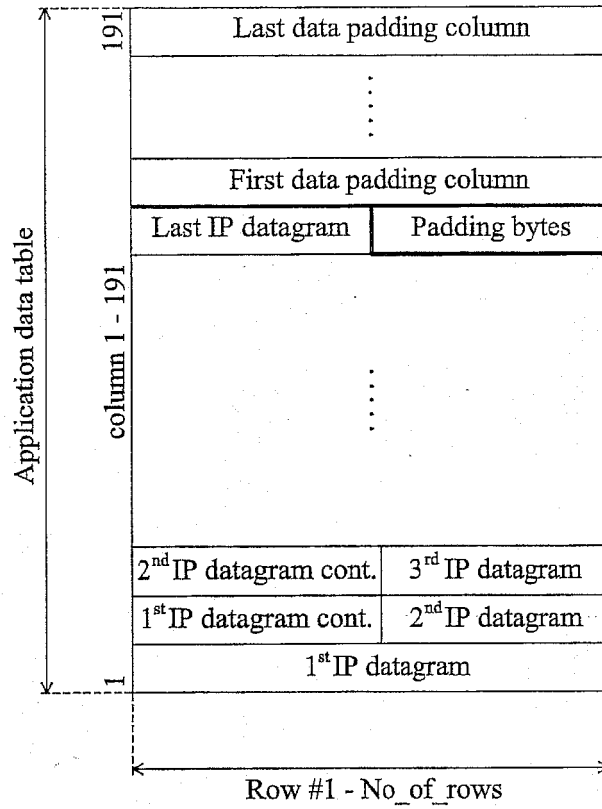 191
Last data padding column
First data padding column
Last IP datagram
Padding bytes
Application data table
column 1 - 191
2nd IP datagram cont.
3rd IP datagram
1st IP datagram cont.
2nd IP datagram
1st IP datagram
1
Row #1 - No_of_rows